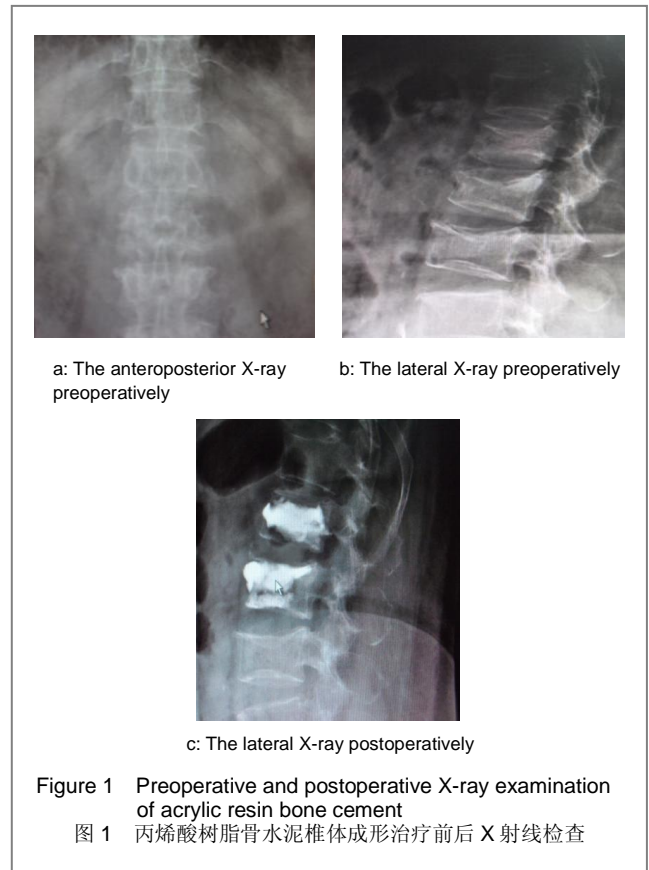 a: The anteroposterior X-ray
preoperatively
b: The lateral X-ray preoperatively
c: The lateral X-ray postoperatively
Figure 1 Preoperative and postoperative X-ray examination
of acrylic resin bone cement
图 1 丙烯酸树脂骨水泥椎体成形治疗前后 X 射线检查